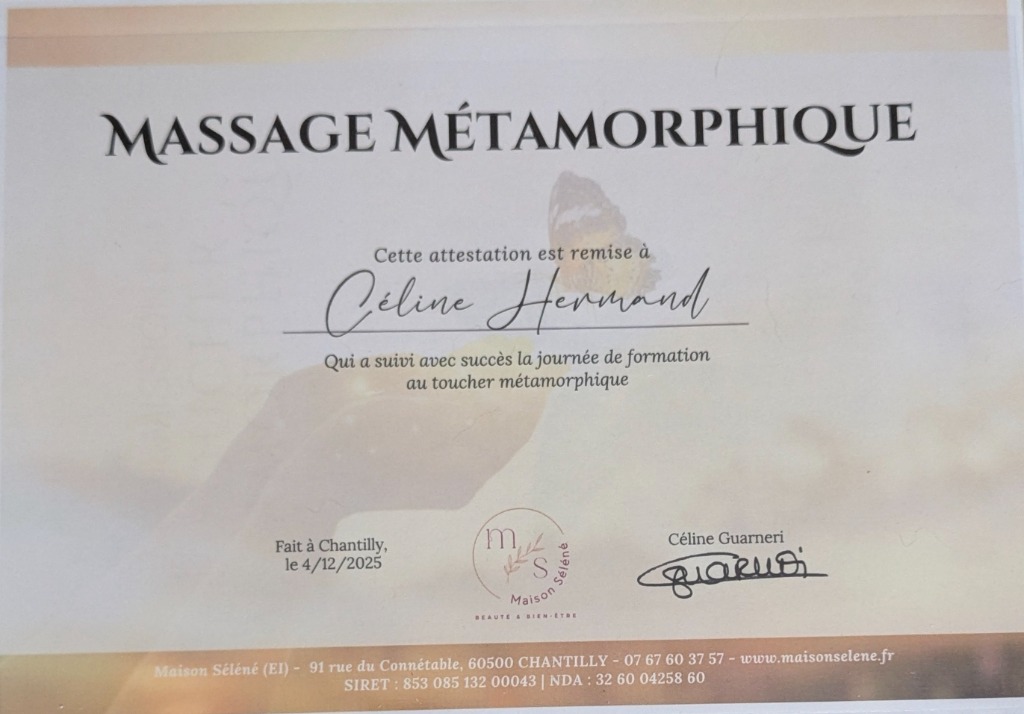 MASSAGE MÉTAMORPHIQUE
Cette attestation est remise à
Céline Hermand
Qui a suivi avec succès la journée de formation
au toucher métamorphique
Fait à Chantilly,
le 4/12/2025
m
S
Maison Séléné
BEAUTÉ & BIEN-ÊTRE
Céline Guarneri
Guarneri
Maison Séléné (EI) - 91 rue du Connétable, 60500 CHANTILLY - 07 67 60 37 57 - www.maisonselene.fr
SIRET : 853 085 132 00043 | NDA : 32 60 04258 60